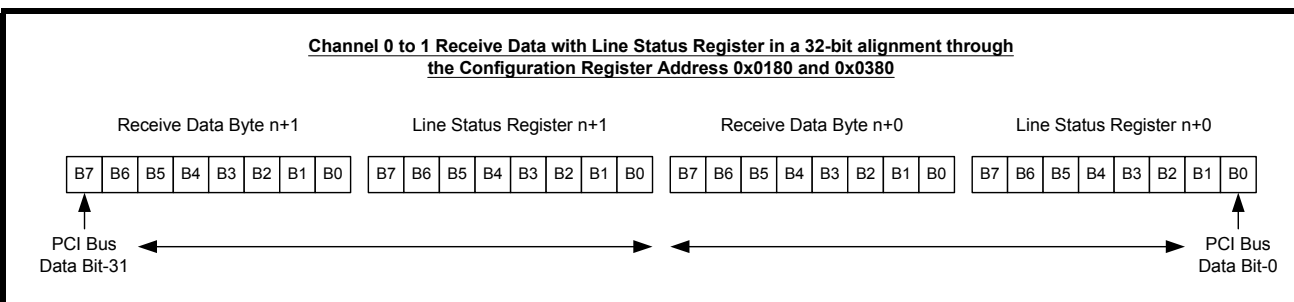 Channel 0 to 1 Receive Data with Line Status Register in a 32-bit alignment through
the Configuration Register Address 0x0180 and 0x0380
Receive Data Byte n+1 Line Status Register n+1 Receive Data Byte n+0 Line Status Register n+0
B7 B6 B5 B4 B3 B2 B1 B0 B7 B6 B5 B4 B3 B2 B1 B0 B7 B6 B5 B4 B3 B2 B1 B0 B7 B6 B5 B4 B3 B2 B1 B0
PCI Bus
Data Bit-31
PCI Bus
Data Bit-0